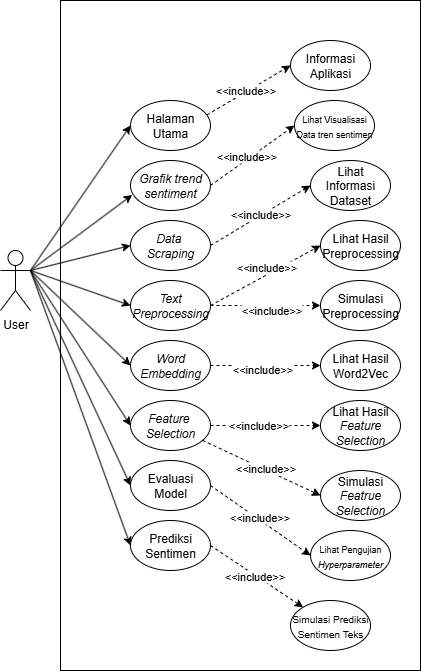 Informasi
Aplikasi
<<include>>
Halaman
Utama
Lihat Visualisasi
Data tren sentimen
<<include>>
Grafik trend
sentiment
Lihat
Informasi
Dataset
<<include>>
Data
Scraping
Lihat Hasil
Preprocessing
<<include>>
User
Text
Preprocessing
<<include>>
Simulasi
Preprocessing
Word
Embedding
<<include>>
Lihat Hasil
Word2Vec
Feature
Selection
<<include>>
Lihat Hasil
Feature
Selection
<<include>>
Simulasi
Featrue
Selection
Evaluasi
Model
<<include>>
Lihat Pengujian
Hyperparameter
Prediksi
Sentimen
<<include>>
Simulasi Prediksi
Sentimen Teks